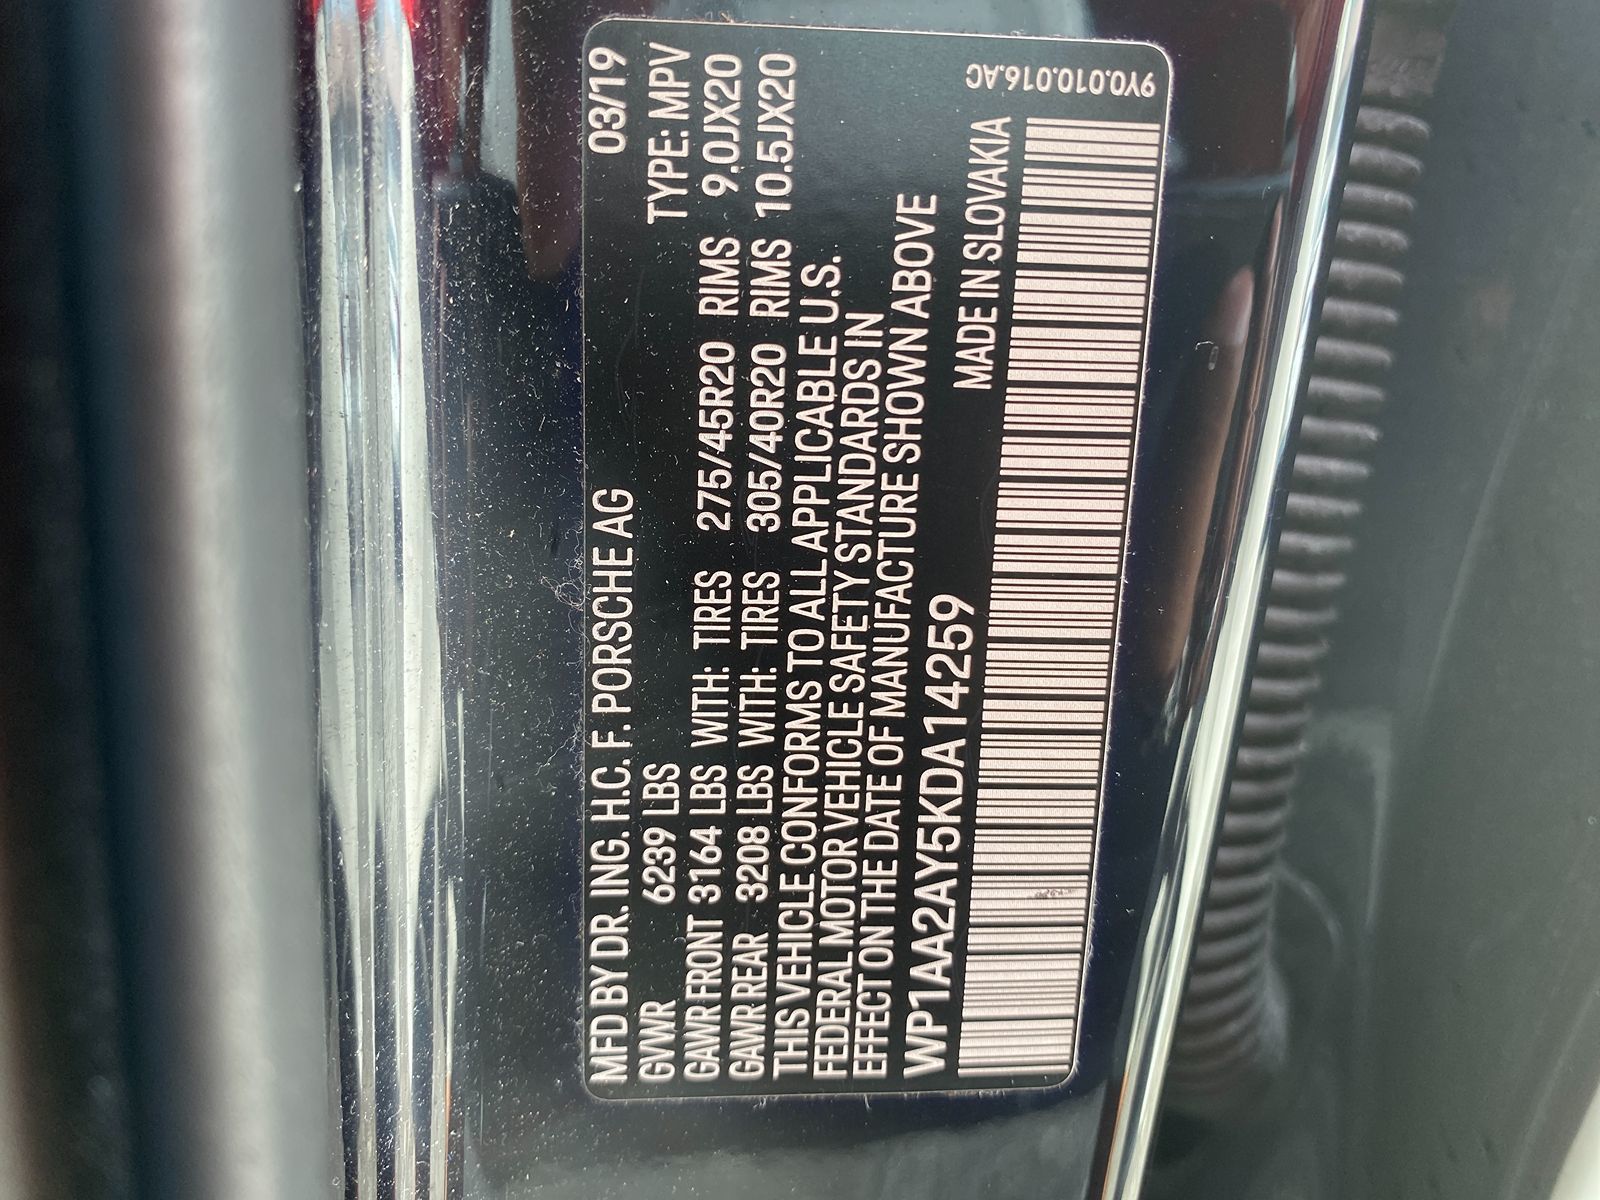 MFD BY DR. ING. H.C. F. PORSCHE AG 03/19
GVWR 6239 LBS TYPE: MPV
GAWR FRONT 3164 LBS WITH: TIRES 275/45R20 RIMS 9.0JX20
GAWR REAR 3208 LBS WITH: TIRES 305/40R20 RIMS 10.5JX20
THIS VEHICLE CONFORMS TO ALL APPLICABLE U.S.
FEDERAL MOTOR VEHICLE SAFETY STANDARDS IN
EFFECT ON THE DATE OF MANUFACTURE SHOWN ABOVE
WP1AA2AY5KDA14259 MADE IN SLOVAKIA
9Y0.010.016.AC